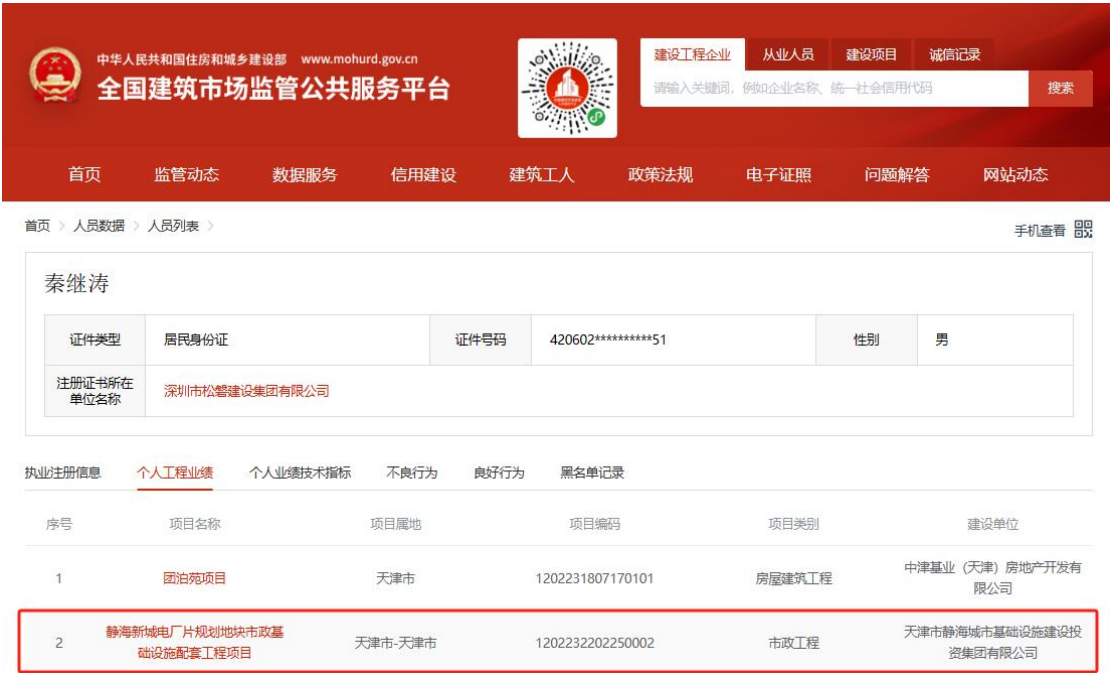 中华人民共和国住房和城乡建设部 www.mohurd.gov.cn
全国建筑市场监管公共服务平台
建设工程企业 从业人员 建设项目 诚信记录
请输入关键词，例如企业名称、统一社会信用代码 搜索
首页 监管动态 数据服务 信用建设 建筑工人 政策法规 电子证照 问题解答 网站动态
首页 > 人员数据 > 人员列表 >
手机查看
秦继涛
证件类型 居民身份证 证件号码 420602**********51 性别 男
注册证书所在
单位名称
深圳市松磐建设集团有限公司
执业注册信息 个人工程业绩 个人业绩技术指标 不良行为 良好行为 黑名单记录
序号 项目名称 项目属地 项目编码 项目类别 建设单位
1 团泊苑项目 天津市 1202231807170101 房屋建筑工程
中津基业（天津）房地产开发有
限公司
2
静海新城电厂片规划地块市政基
础设施配套工程项目
天津市-天津市 1202232202250002 市政工程
天津市静海城市基础设施建设投
资集团有限公司